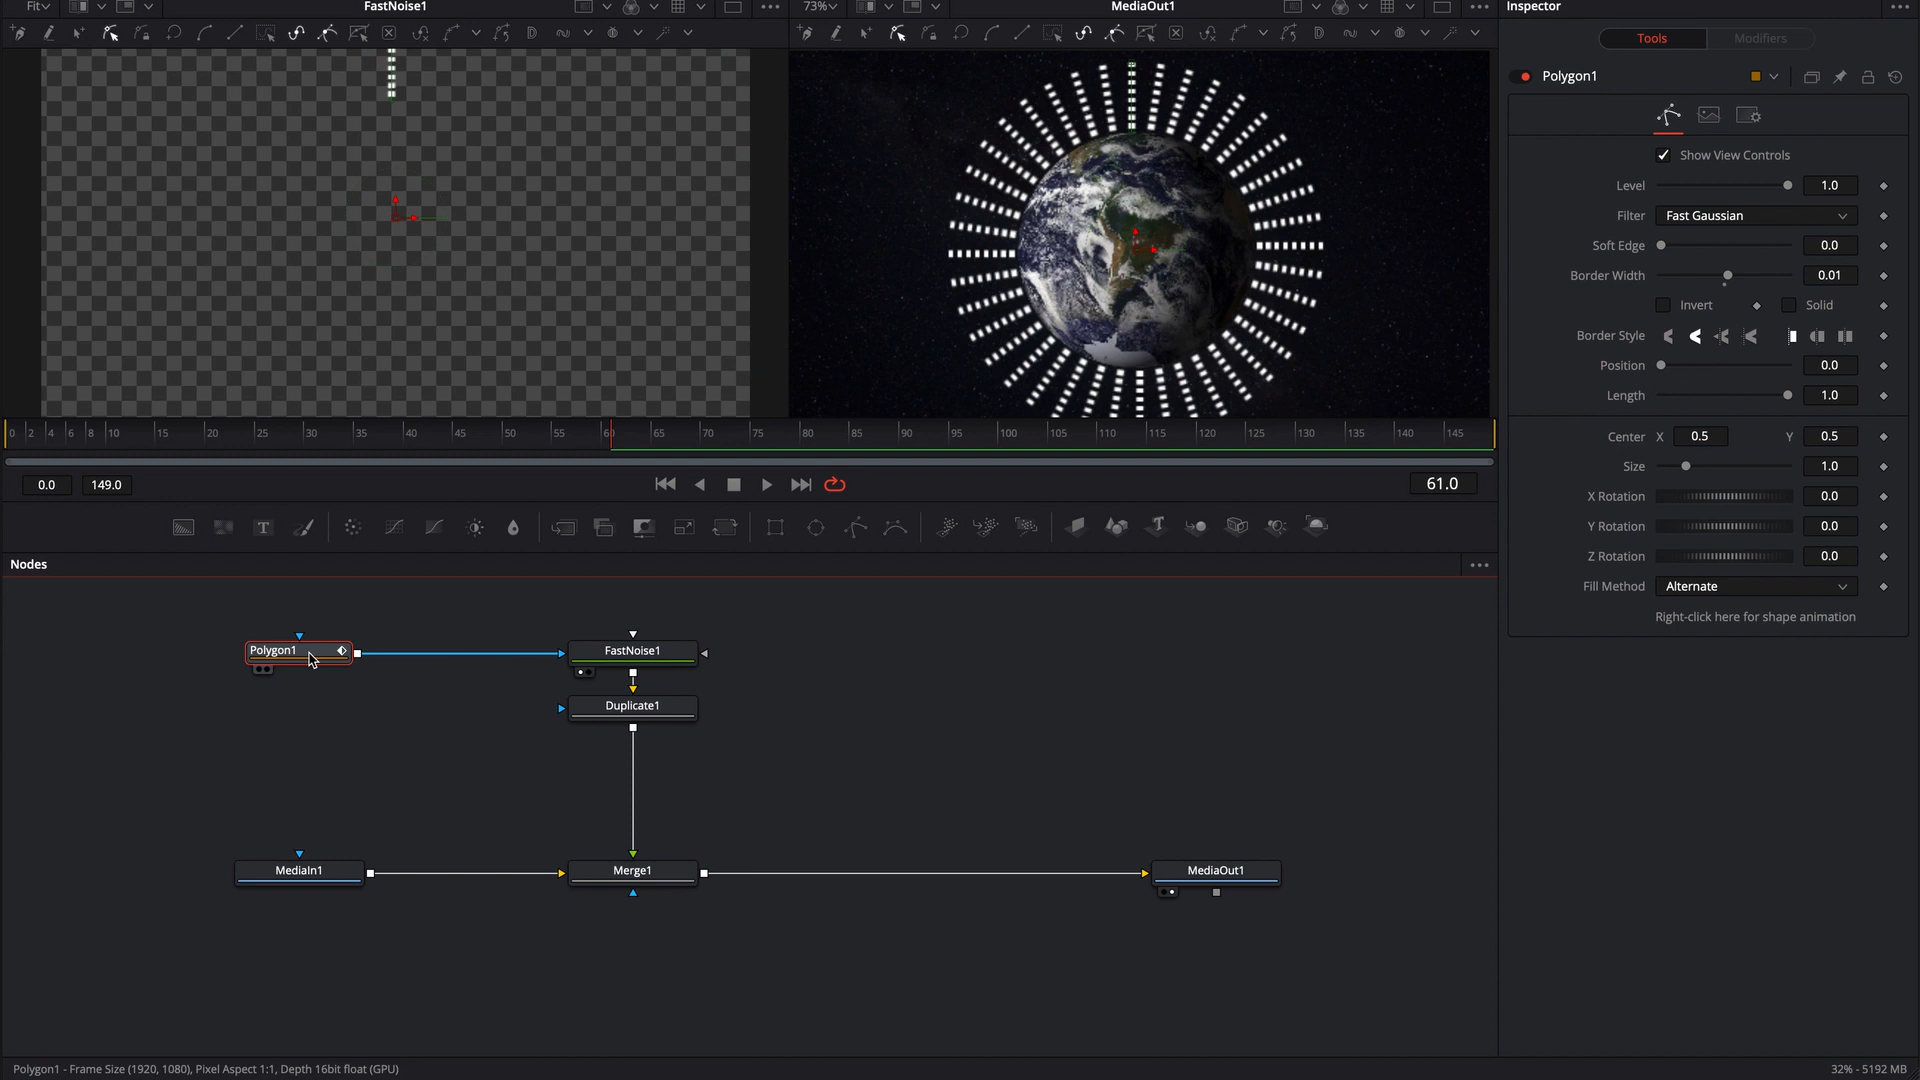 Fit
FastNoise1
73%
MediaOut1
Inspector
Tools
Modifiers
Polygon1
Show View Controls
Level 1.0
Filter Fast Gaussian
Soft Edge 0.0
Border Width 0.01
Invert Solid
Border Style
Position 0.0
Length 1.0
Center X 0.5 Y 0.5
Size 1.0
X Rotation 0.0
Y Rotation 0.0
Z Rotation 0.0
Fill Method Alternate
Right-click here for shape animation
0 2 4 6 8 10 15 20 25 30 35 40 45 50 55 60 65 70 75 80 85 90 95 100 105 110 115 120 125 130 135 140 145
0.0 149.0 61.0
T T
Nodes
Polygon1
FastNoise1
Duplicate1
MediaIn1
Merge1
MediaOut1
Polygon1 - Frame Size (1920, 1080), Pixel Aspect 1:1, Depth 16bit float (GPU)
32% - 5192 MB